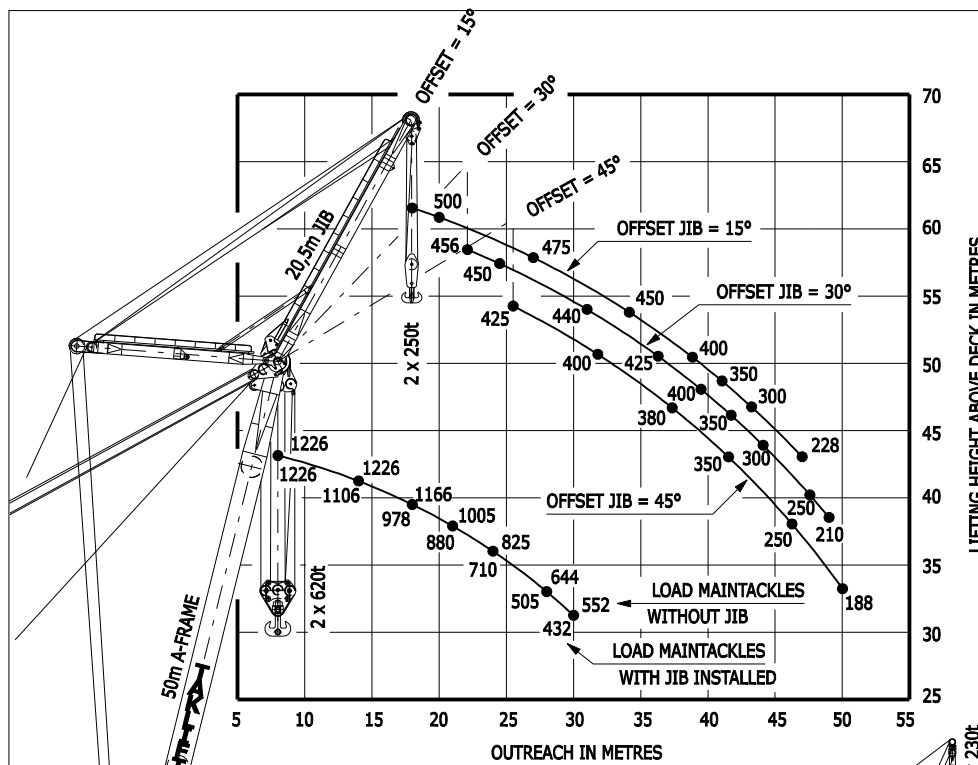 OFFSET = 15°
OFFSET = 30°
OFFSET = 45°
20,5m JIB
2 x 250t
500
475
450
400
350
300
228
OFFSET JIB = 15°
456
450
440
425
400
350
300
250
210
OFFSET JIB = 30°
425
400
380
350
250
188
OFFSET JIB = 45°
1226
1226
1166
1005
825
644
552
1226
1106
978
880
710
505
432
LOAD MAINTACKLES
WITHOUT JIB
LOAD MAINTACKLES
WITH JIB INSTALLED
2 x 620t
50m A-FRAME
TAKLE
70
65
60
55
50
45
40
35
30
25
LIFTING HEIGHT ABOVE DECK IN METRES
5 10 15 20 25 30 35 40 45 50 55
OUTREACH IN METRES
230t